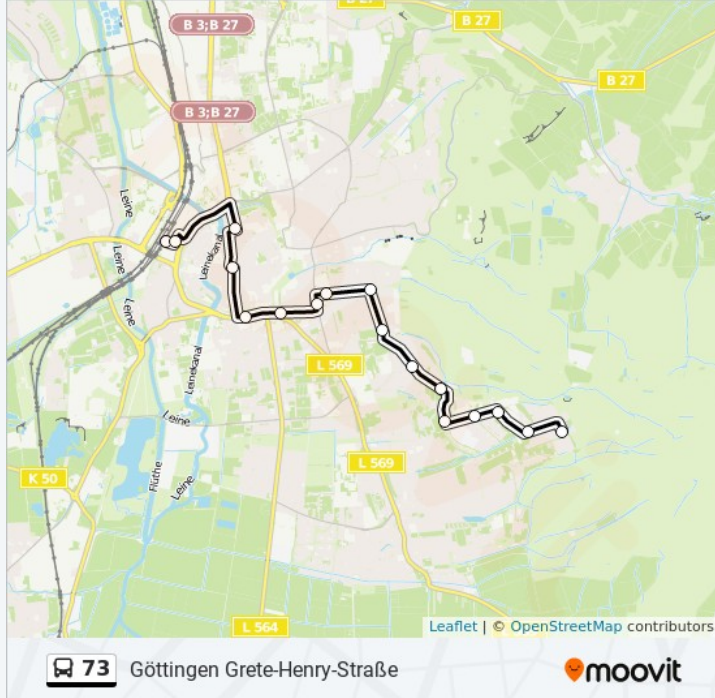 B 27
B 3;B 27
B 27
B 27
B 3;B 27
Leine
Leine
Leinekanal
Leine
L 569
Leinekanal
Leine
L 569
K 50
Flüthe
Leine
L 564
Leaflet | © OpenStreetMap contributors
73 Göttingen Grete-Henry-Straße
moovit